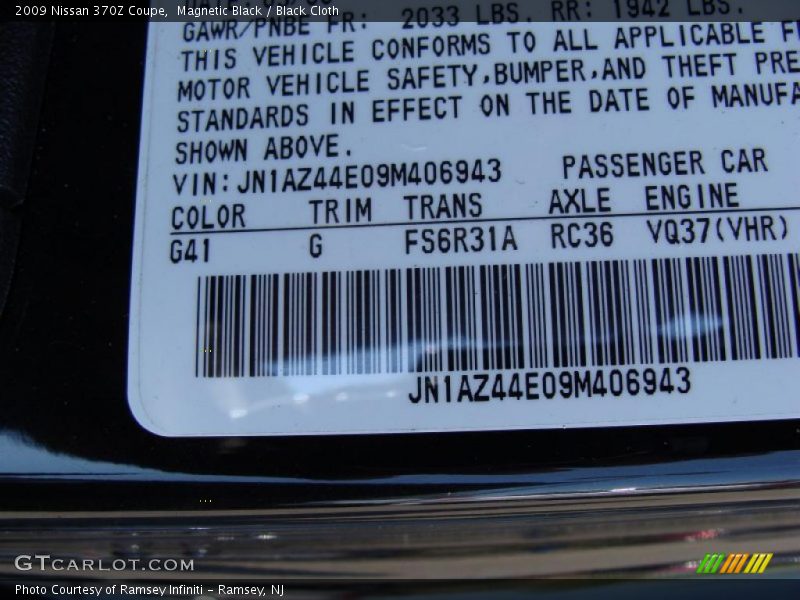 2009 Nissan 370Z Coupe, Magnetic Black / Black Cloth
GAWR/PNBE FR: 2033 LBS. RR: 1942 LBS.
THIS VEHICLE CONFORMS TO ALL APPLICABLE F
MOTOR VEHICLE SAFETY,BUMPER,AND THEFT PRE
STANDARDS IN EFFECT ON THE DATE OF MANUFA
SHOWN ABOVE.
VIN:JN1AZ44E09M406943 PASSENGER CAR
COLOR TRIM TRANS AXLE ENGINE
G41 G FS6R31A RC36 VQ37(VHR)
JN1AZ44E09M406943
GTCARLOT.COM
Photo Courtesy of Ramsey Infiniti - Ramsey, NJ